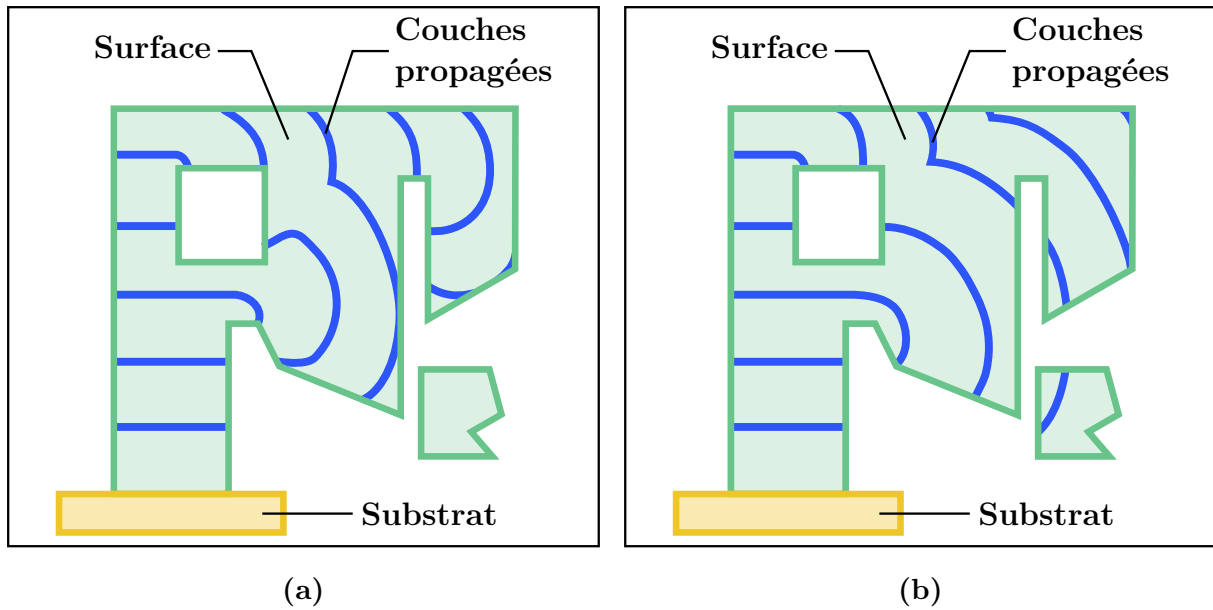 Surface
Couches
propagées
Substrat
(a)
Surface
Couches
propagées
Substrat
(b)